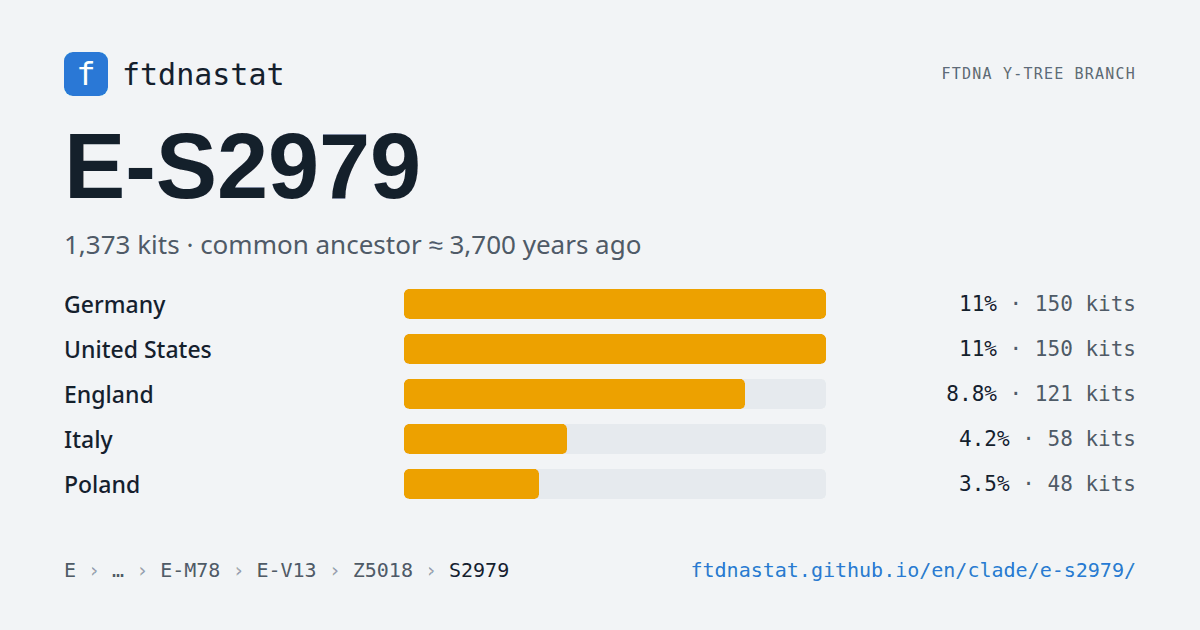 f ftdnastat
FTDNA Y-TREE BRANCH
E-S2979
1,373 kits · common ancestor ≈ 3,700 years ago
Germany 11% · 150 kits
United States 11% · 150 kits
England 8.8% · 121 kits
Italy 4.2% · 58 kits
Poland 3.5% · 48 kits
E › … › E-M78 › E-V13 › Z5018 › S2979
ftdnastat.github.io/en/clade/e-s2979/